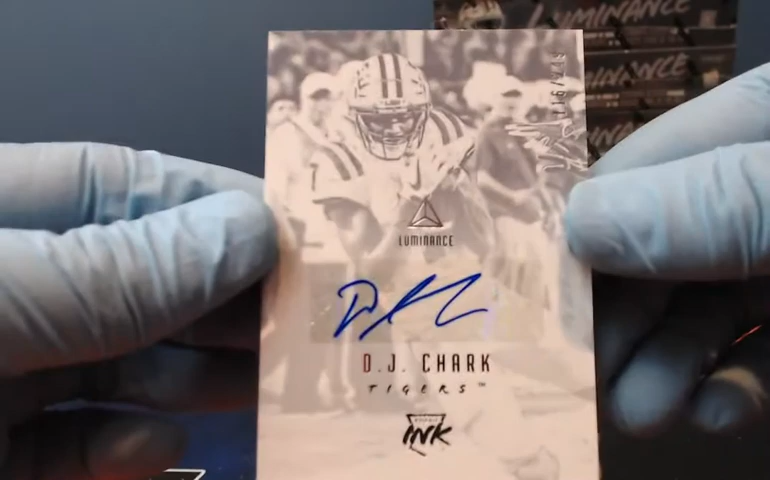 LUMINANCE
LUMINANCE
LUMINANCE
D.J. CHARK
TIGERS™
INK